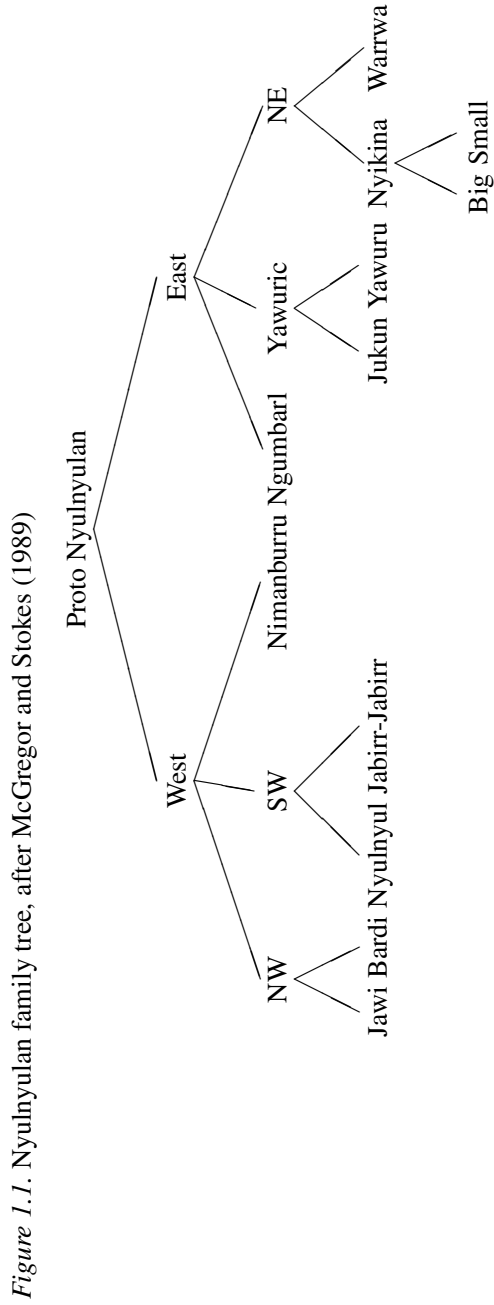 Figure 1.1. Nyulnyulan family tree, after McGregor and Stokes (1989)
Proto Nyulnyulan
West East
NW SW Nimanburru Ngumbarl Yawuric NE
Jawi Bardi Nyulnyul Jabirr-Jabirr Jukun Yawuru Nyikina Warrwa
Big Small